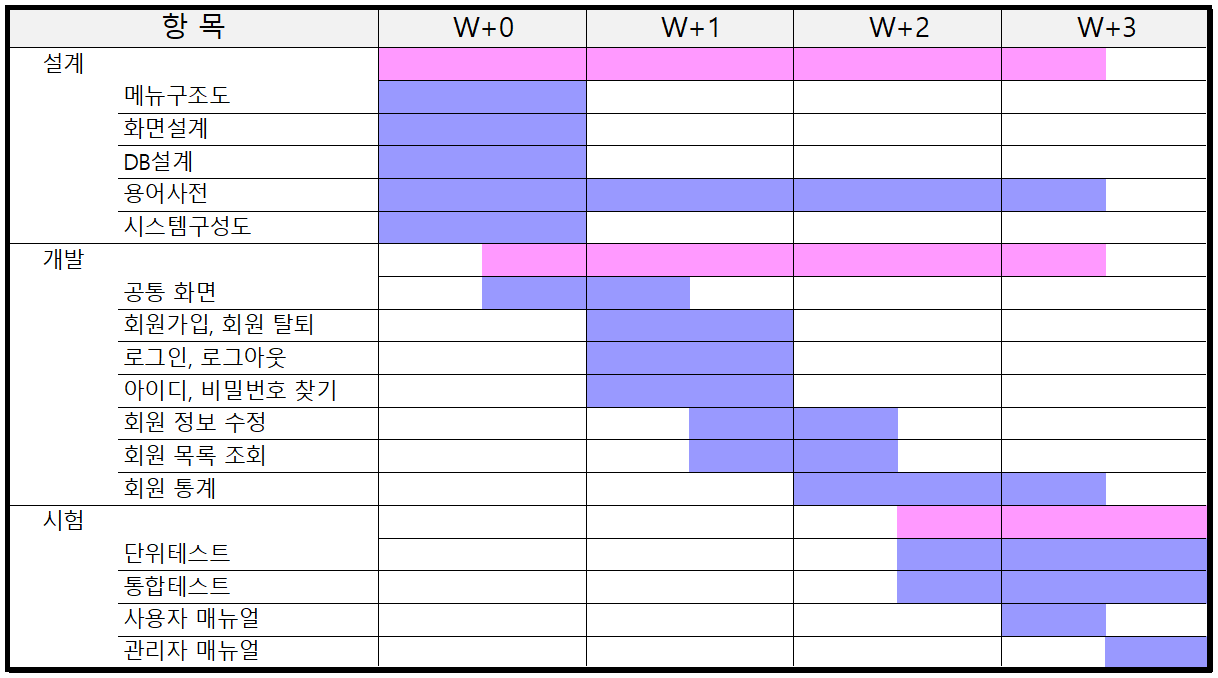 항 목 W+0 W+1 W+2 W+3
설계
메뉴구조도
화면설계
DB설계
용어사전
시스템구성도
개발
공통 화면
회원가입, 회원 탈퇴
로그인, 로그아웃
아이디, 비밀번호 찾기
회원 정보 수정
회원 목록 조회
회원 통계
시험
단위테스트
통합테스트
사용자 매뉴얼
관리자 매뉴얼